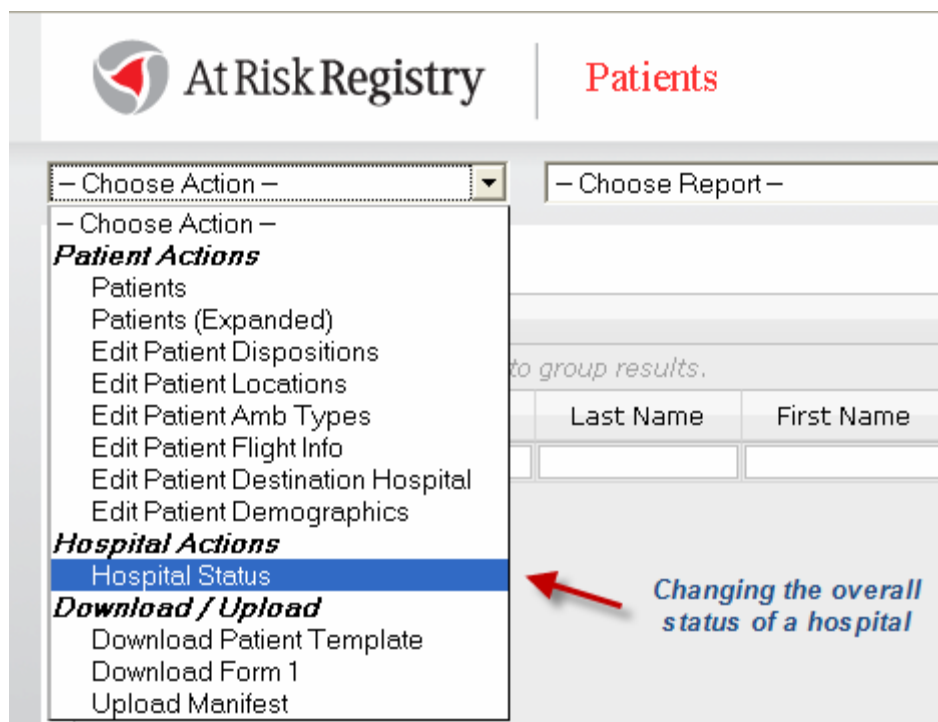 At Risk Registry
Patients
– Choose Action –
– Choose Report –
– Choose Action –
Patient Actions
Patients
Patients (Expanded)
Edit Patient Dispositions
Edit Patient Locations
Edit Patient Amb Types
Edit Patient Flight Info
Edit Patient Destination Hospital
Edit Patient Demographics
Hospital Actions
Hospital Status
Download / Upload
Download Patient Template
Download Form 1
Upload Manifest
to group results.
Last Name
First Name
Changing the overall
status of a hospital